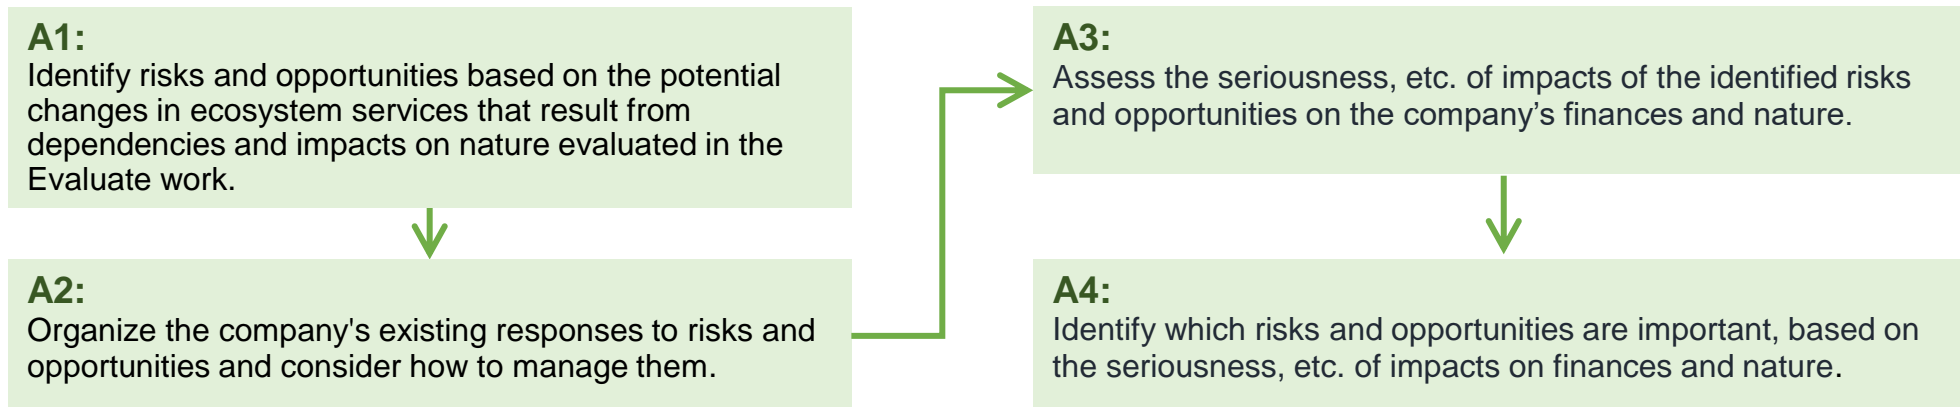 A1:
Identify risks and opportunities based on the potential
changes in ecosystem services that result from
dependencies and impacts on nature evaluated in the
Evaluate work.
A2:
Organize the company's existing responses to risks and
opportunities and consider how to manage them.
A3:
Assess the seriousness, etc. of impacts of the identified risks
and opportunities on the company’s finances and nature.
A4:
Identify which risks and opportunities are important, based on
the seriousness, etc. of impacts on finances and nature.